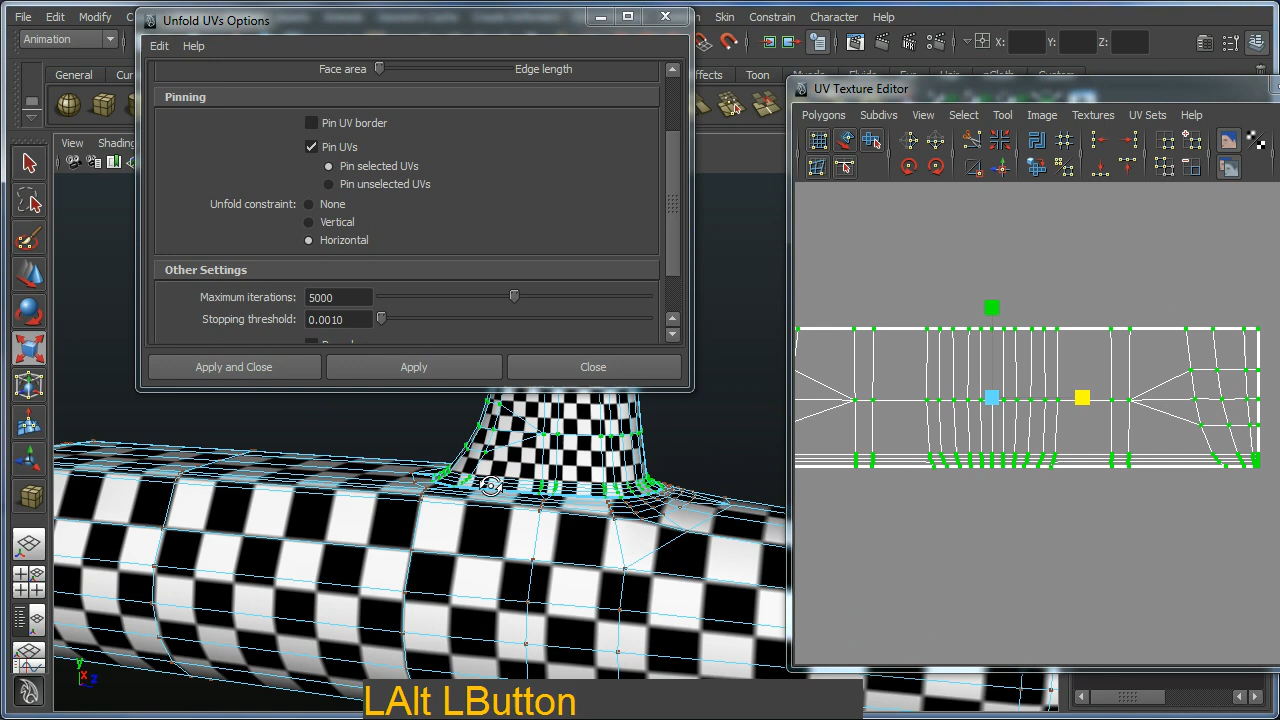 File Edit Modify
Unfold UVs Options
Skin Constrain Character Help
Animation
X: Y: Z:
Edit Help
General
Toon
Face area Edge length
Pinning
UV Texture Editor
Polygons Subdivs View Select Tool Image Textures UV Sets Help
View Shading
Pin UV border
Pin UVs
Pin selected UVs
Pin unselected UVs
Unfold constraint: None
Vertical
Horizontal
Other Settings
Maximum iterations: 5000
Stopping threshold: 0.0010
Apply and Close Apply Close
y
x
z
LAlt LButton